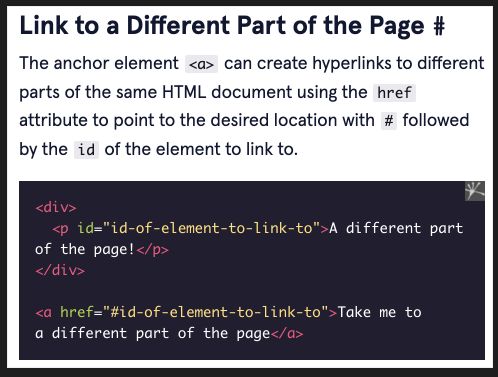 Link to a Different Part of the Page #
The anchor element <a> can create hyperlinks to different
parts of the same HTML document using the href
attribute to point to the desired location with # followed
by the id of the element to link to.
<div>
  <p id="id-of-element-to-link-to">A different part
of the page!</p>
</div>

<a href="#id-of-element-to-link-to">Take me to
a different part of the page</a>